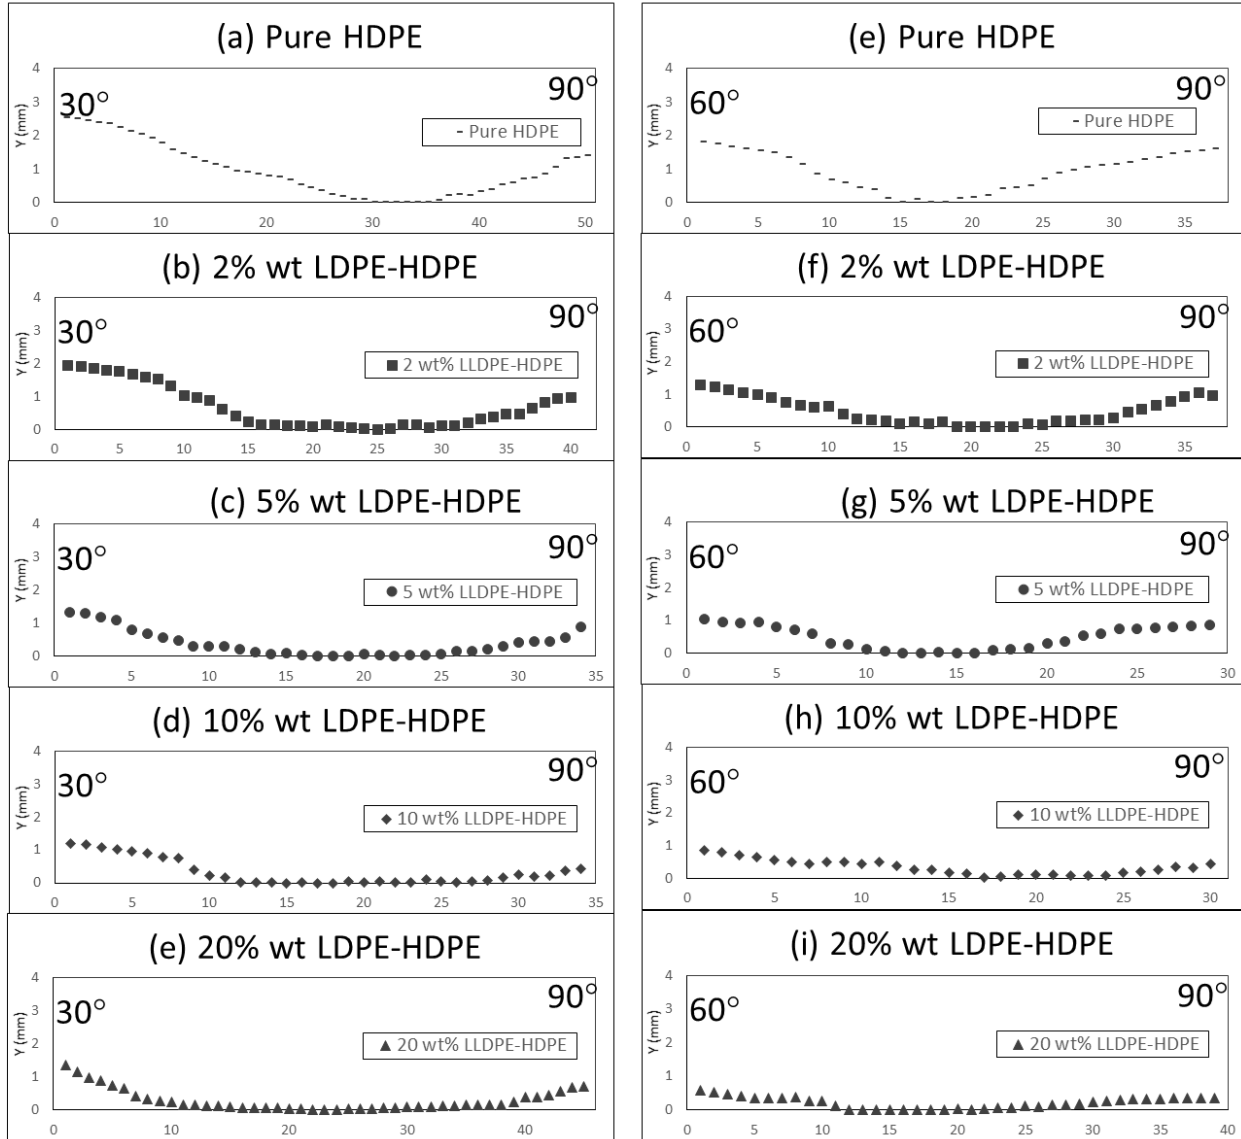 (a) Pure HDPE
4
3
2
1
0
Y (mm)
30°
90°
- Pure HDPE
0 10 20 30 40 50
(b) 2% wt LDPE-HDPE
4
3
2
1
0
Y (mm)
30°
90°
2 wt% LLDPE-HDPE
0 5 10 15 20 25 30 35 40
(c) 5% wt LDPE-HDPE
4
3
2
1
0
Y (mm)
30°
90°
5 wt% LLDPE-HDPE
0 5 10 15 20 25 30 35
(d) 10% wt LDPE-HDPE
4
3
2
1
0
Y (mm)
30°
90°
10 wt% LLDPE-HDPE
0 5 10 15 20 25 30 35
(e) 20% wt LDPE-HDPE
4
3
2
1
0
Y (mm)
30°
90°
20 wt% LLDPE-HDPE
0 10 20 30 40
(e) Pure HDPE
4
3
2
1
0
Y (mm)
60°
90°
- Pure HDPE
0 5 10 15 20 25 30 35
(f) 2% wt LDPE-HDPE
4
3
2
1
0
Y (mm)
60°
90°
2 wt% LLDPE-HDPE
0 5 10 15 20 25 30 35
(g) 5% wt LDPE-HDPE
4
3
2
1
0
Y (mm)
60°
90°
5 wt% LLDPE-HDPE
0 5 10 15 20 25 30
(h) 10% wt LDPE-HDPE
4
3
2
1
0
Y (mm)
60°
90°
10 wt% LLDPE-HDPE
0 5 10 15 20 25 30
(i) 20% wt LDPE-HDPE
4
3
2
1
0
Y (mm)
60°
90°
20 wt% LLDPE-HDPE
0 5 10 15 20 25 30 35 40